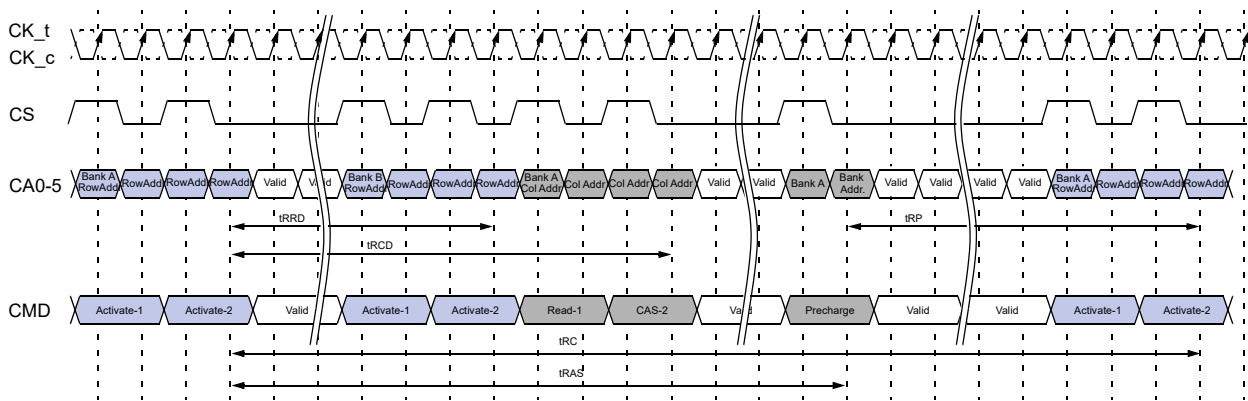 CK_t
CK_c
CS
CA0-5
Bank A RowAddr
RowAddr
RowAddr
RowAddr
Valid
Valid
Bank B RowAddr
RowAddr
RowAddr
RowAddr
Bank A Col Addr
Col Addr
Col Addr
Col Addr
Valid
Valid
Bank A
Bank Addr.
Valid
Valid
Valid
Valid
Bank A RowAddr
RowAddr
RowAddr
RowAddr
tRRD
tRP
tRCD
CMD
Activate-1
Activate-2
Valid
Activate-1
Activate-2
Read-1
CAS-2
Valid
Precharge
Valid
Valid
Activate-1
Activate-2
tRC
tRAS